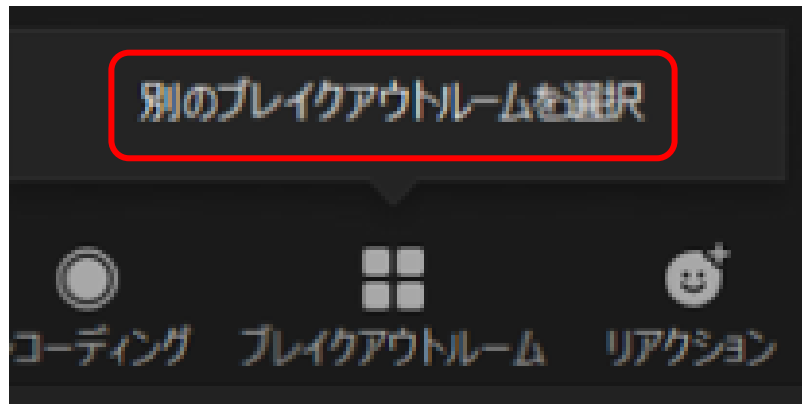 別のブレイクアウトルームを選択
コーディング ブレイクアウトルーム リアクション